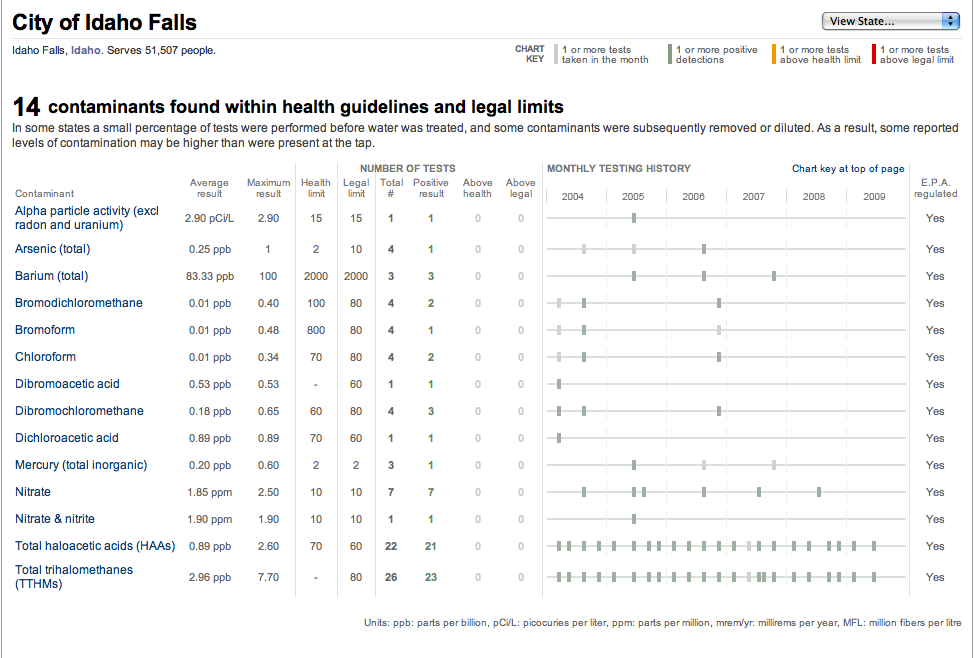 City of Idaho Falls
View State...
Idaho Falls, Idaho. Serves 51,507 people.
CHART KEY
1 or more tests taken in the month
1 or more positive detections
1 or more tests above health limit
1 or more tests above legal limit
14 contaminants found within health guidelines and legal limits
In some states a small percentage of tests were performed before water was treated, and some contaminants were subsequently removed or diluted. As a result, some reported
levels of contamination may be higher than were present at the tap.
NUMBER OF TESTS MONTHLY TESTING HISTORY Chart key at top of page
Contaminant Average result Maximum result Health limit Legal limit Total # Positive result Above health Above legal 2004 2005 2006 2007 2008 2009 E.P.A. regulated
Alpha particle activity (excl
radon and uranium) 2.90 pCi/L 2.90 15 15 1 1 0 0 Yes
Arsenic (total) 0.25 ppb 1 2 10 4 1 0 0 Yes
Barium (total) 83.33 ppb 100 2000 2000 3 3 0 0 Yes
Bromodichloromethane 0.01 ppb 0.40 100 80 4 2 0 0 Yes
Bromoform 0.01 ppb 0.48 800 80 4 1 0 0 Yes
Chloroform 0.01 ppb 0.34 70 80 4 2 0 0 Yes
Dibromoacetic acid 0.53 ppb 0.53 - 60 1 1 0 0 Yes
Dibromochloromethane 0.18 ppb 0.65 60 80 4 3 0 0 Yes
Dichloroacetic acid 0.89 ppb 0.89 70 60 1 1 0 0 Yes
Mercury (total inorganic) 0.20 ppb 0.60 2 2 3 1 0 0 Yes
Nitrate 1.85 ppm 2.50 10 10 7 7 0 0 Yes
Nitrate & nitrite 1.90 ppm 1.90 10 10 1 1 0 0 Yes
Total haloacetic acids (HAAs) 0.89 ppb 2.60 70 60 22 21 0 0 Yes
Total trihalomethanes
(TTHMs) 2.96 ppb 7.70 - 80 26 23 0 0 Yes
Units: ppb: parts per billion, pCi/L: picocuries per liter, ppm: parts per million, mrem/yr: millirems per year, MFL: million fibers per litre